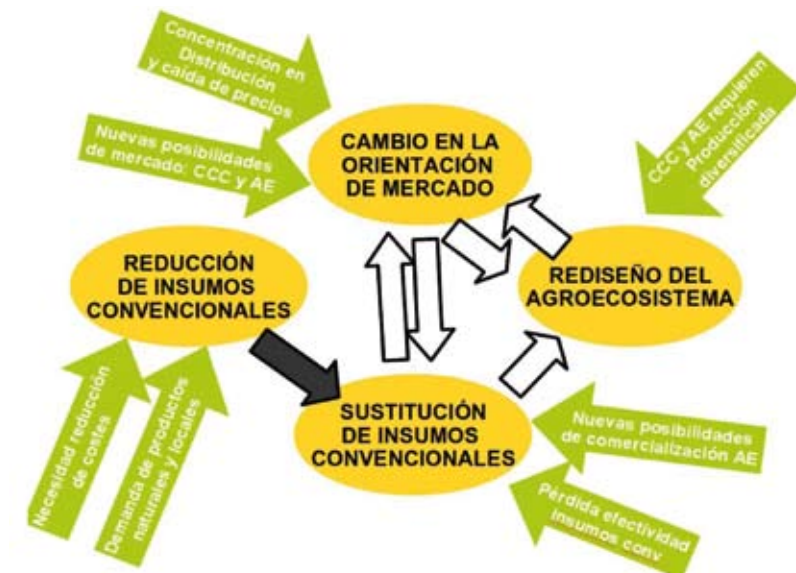 Concentración en
Distribución
y caída de precios
Nuevas posibilidades
de mercado: CCC y AE
CAMBIO EN LA
ORIENTACIÓN
DE MERCADO
CCC y AE requieren
Producción
diversificada
REDUCCIÓN
DE INSUMOS
CONVENCIONALES
REDISEÑO DEL
AGROECOSISTEMA
Necesidad reducción
de costes
Demanda de productos
naturales y locales
SUSTITUCIÓN
DE INSUMOS
CONVENCIONALES
Nuevas posibilidades
de comercialización AE
Pérdida efectividad
insumos conv